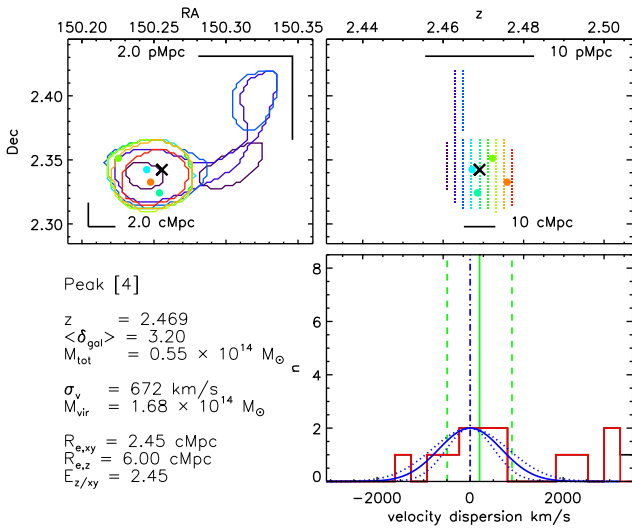 RA
z
150.20 150.25 150.30 150.35
2.44 2.46 2.48 2.50
2.0 pMpc
10 pMpc
Dec
2.40
2.35
2.30
2.0 cMpc
10 cMpc
Peak [4]
z = 2.469
<δgal> = 3.20
Mtot = 0.55 × 10^14 M⊙
σv = 672 km/s
Mvir = 1.68 × 10^14 M⊙
Re,xy = 2.45 cMpc
Re,z = 6.00 cMpc
Ez/xy = 2.45
n
8
6
4
2
0
-2000 0 2000
velocity dispersion km/s